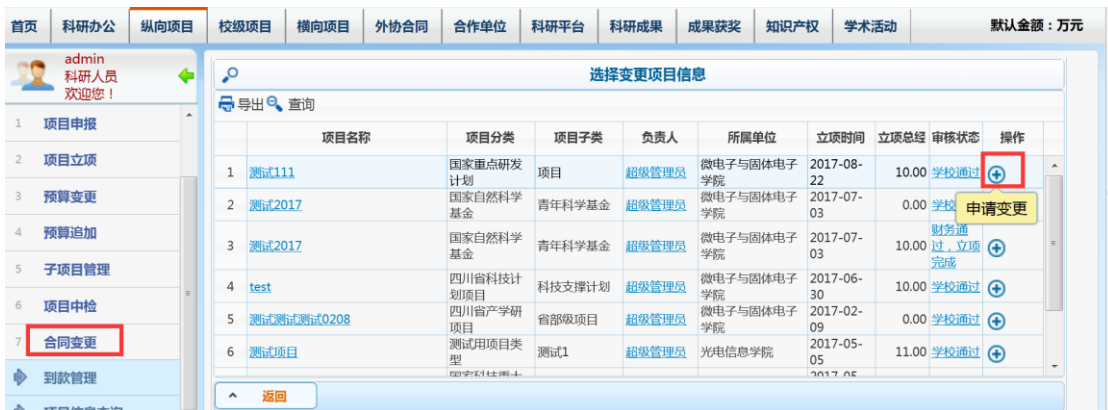 首页 科研办公 纵向项目 校级项目 横向项目 外协合同 合作单位 科研平台 科研成果 成果获奖 知识产权 学术活动 默认金额：万元
admin
科研人员
欢迎您！
1 项目申报
2 项目立项
3 预算变更
4 预算追加
5 子项目管理
6 项目中检
7 合同变更
到款管理
选择变更项目信息
导出 查询
项目名称 项目分类 项目子类 负责人 所属单位 立项时间 立项总经 审核状态 操作
1 测试111 国家重点研发计划 项目 超级管理员 微电子与固体电子学院 2017-08-22 10.00 学校通过
申请变更
2 测试2017 国家自然科学基金 青年科学基金 超级管理员 微电子与固体电子学院 2017-07-03 0.00 学校
3 测试2017 国家自然科学基金 青年科学基金 超级管理员 微电子与固体电子学院 2017-07-03 10.00 财务通过，立项完成
4 test 四川省科技计划项目 科技支撑计划 超级管理员 微电子与固体电子学院 2017-06-30 10.00 学校通过
5 测试测试测试0208 四川省产学研项目 省部级项目 超级管理员 微电子与固体电子学院 2017-02-09 0.00 学校通过
6 测试项目 测试用项目类型 测试1 超级管理员 光电信息学院 2017-05-05 11.00 学校通过
返回